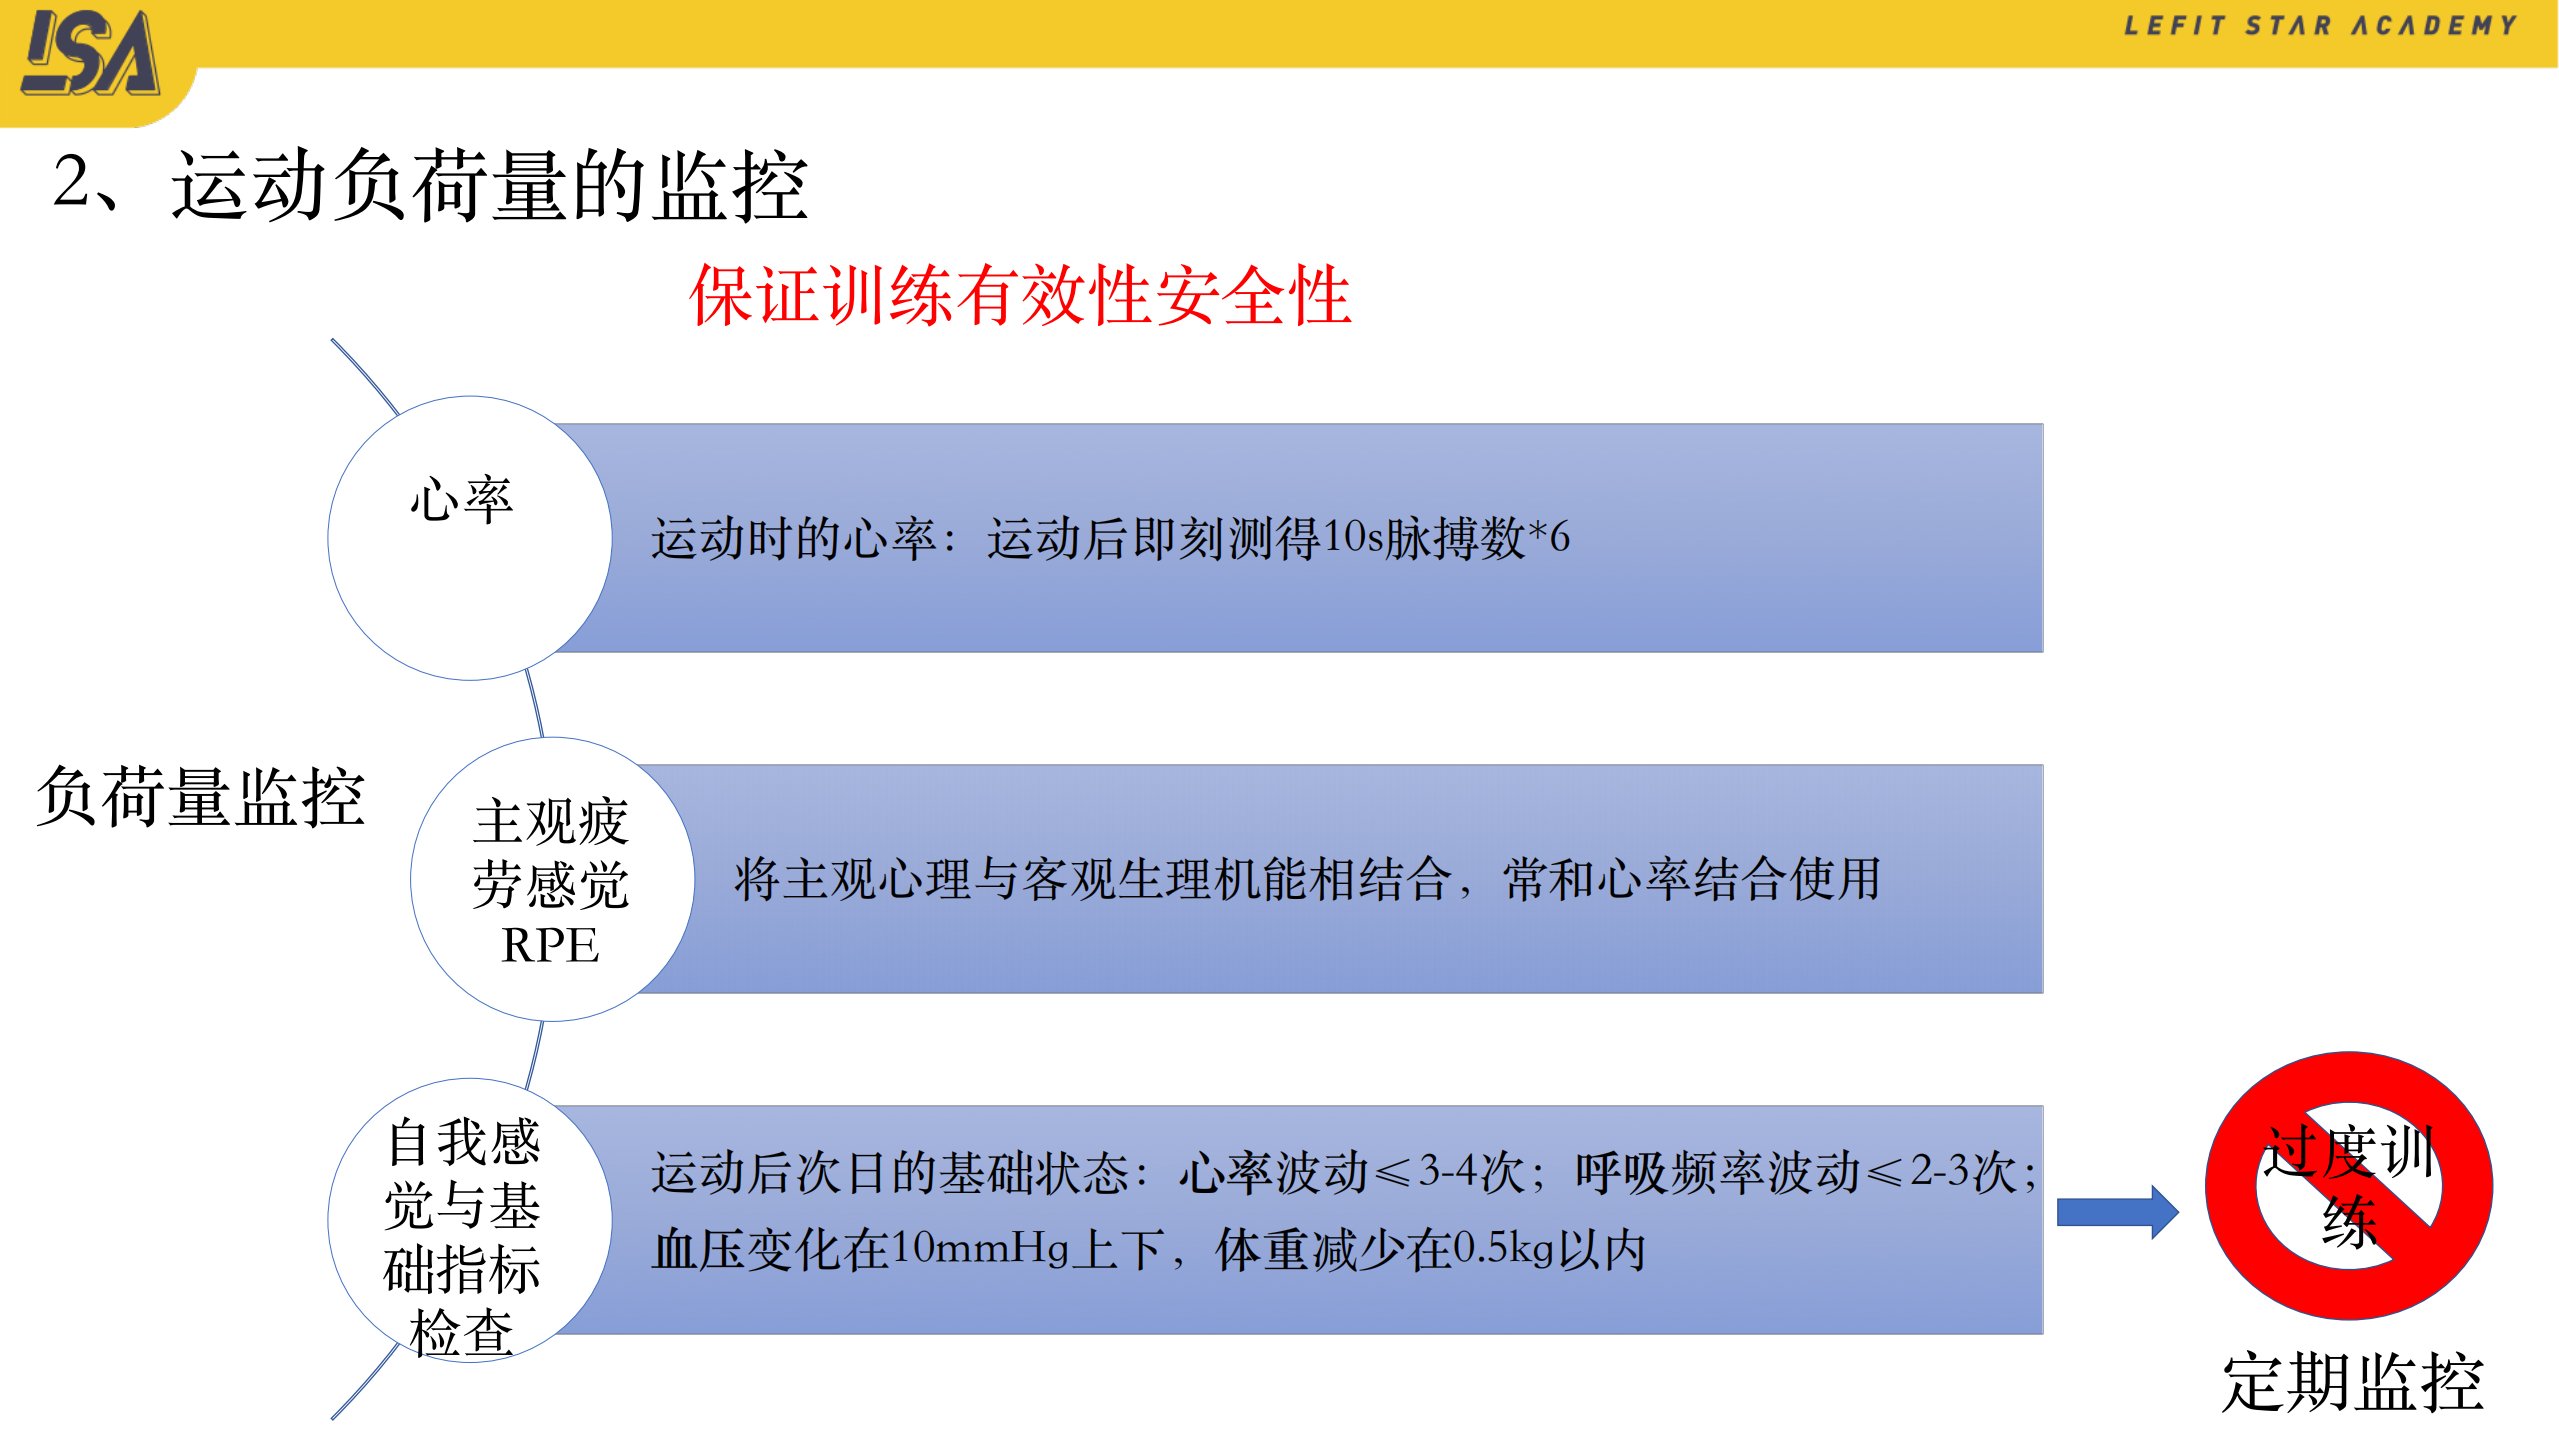 LSA
LEFIT STAR ACADEMY
2、运动负荷量的监控
保证训练有效性安全性
心率
运动时的心率：运动后即刻测得10s脉搏数*6
负荷量监控
主观疲
劳感觉
RPE
将主观心理与客观生理机能相结合，常和心率结合使用
自我感
觉与基
础指标
检查
运动后次日的基础状态：心率波动≤3-4次；呼吸频率波动≤2-3次；
血压变化在10mmHg上下，体重减少在0.5kg以内
过度训
练
定期监控